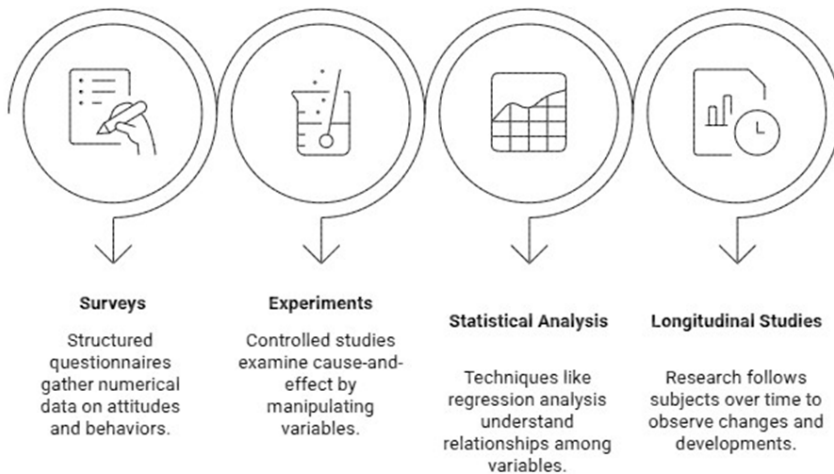 Surveys
Structured
questionnaires
gather numerical
data on attitudes
and behaviors.
Experiments
Controlled studies
examine cause-and-
effect by
manipulating
variables.
Statistical Analysis
Techniques like
regression analysis
understand
relationships among
variables.
Longitudinal Studies
Research follows
subjects over time to
observe changes and
developments.